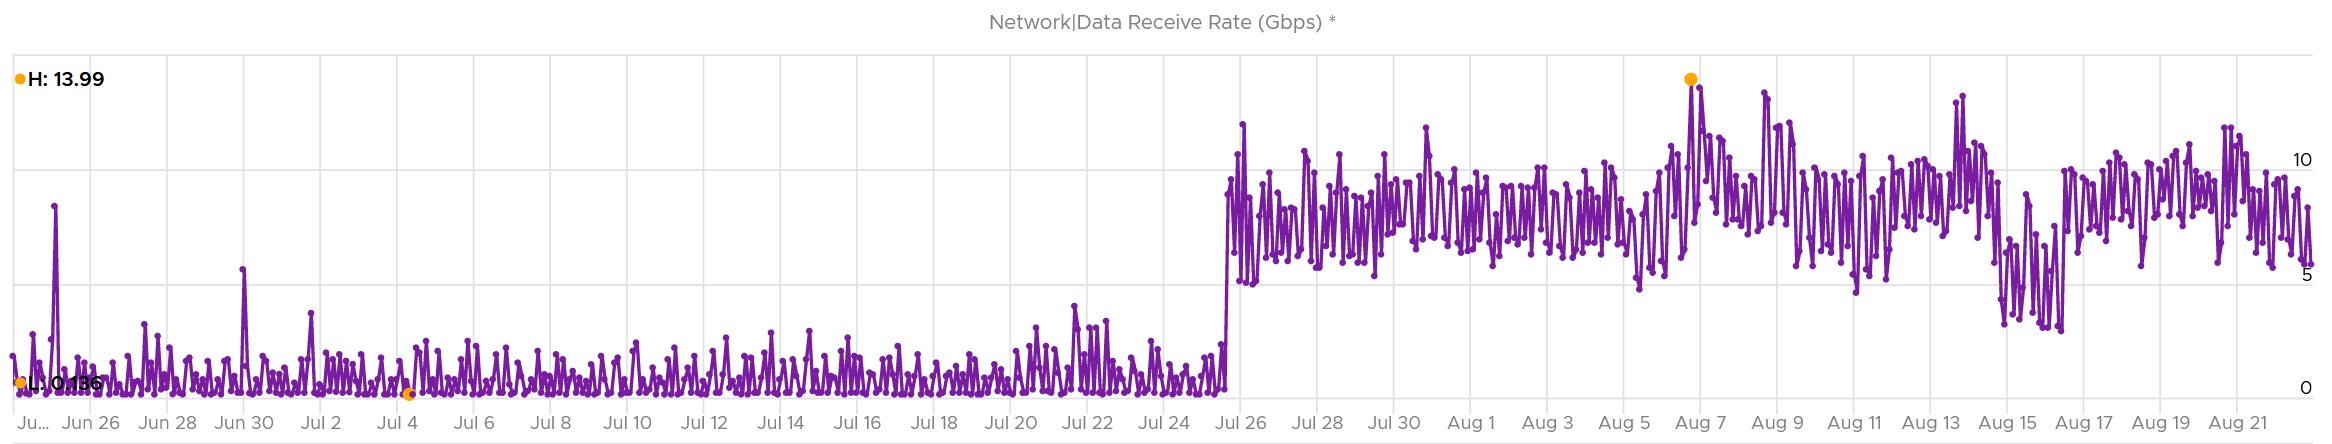 Network|Data Receive Rate (Gbps) *
H: 13.99
10
5
L: 0.136
0
Ju... Jun 26 Jun 28 Jun 30 Jul 2 Jul 4 Jul 6 Jul 8 Jul 10 Jul 12 Jul 14 Jul 16 Jul 18 Jul 20 Jul 22 Jul 24 Jul 26 Jul 28 Jul 30 Aug 1 Aug 3 Aug 5 Aug 7 Aug 9 Aug 11 Aug 13 Aug 15 Aug 17 Aug 19 Aug 21